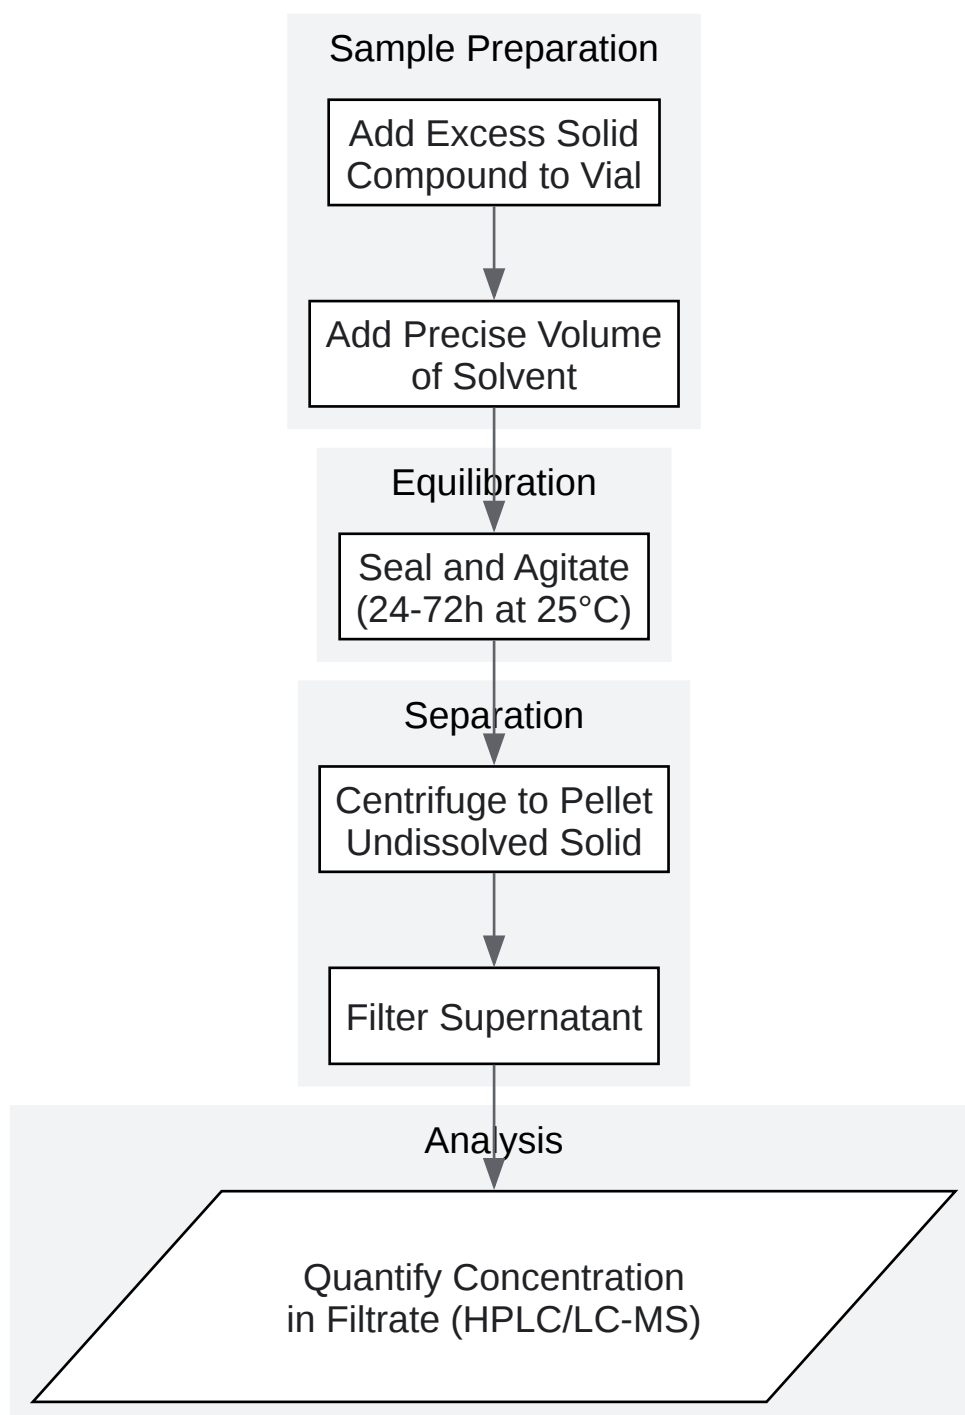 Sample Preparation
Add Excess Solid
Compound to Vial
Add Precise Volume
of Solvent
Equilibration
Seal and Agitate
(24-72h at 25°C)
Separation
Centrifuge to Pellet
Undissolved Solid
Filter Supernatant
Analysis
Quantify Concentration
in Filtrate (HPLC/LC-MS)